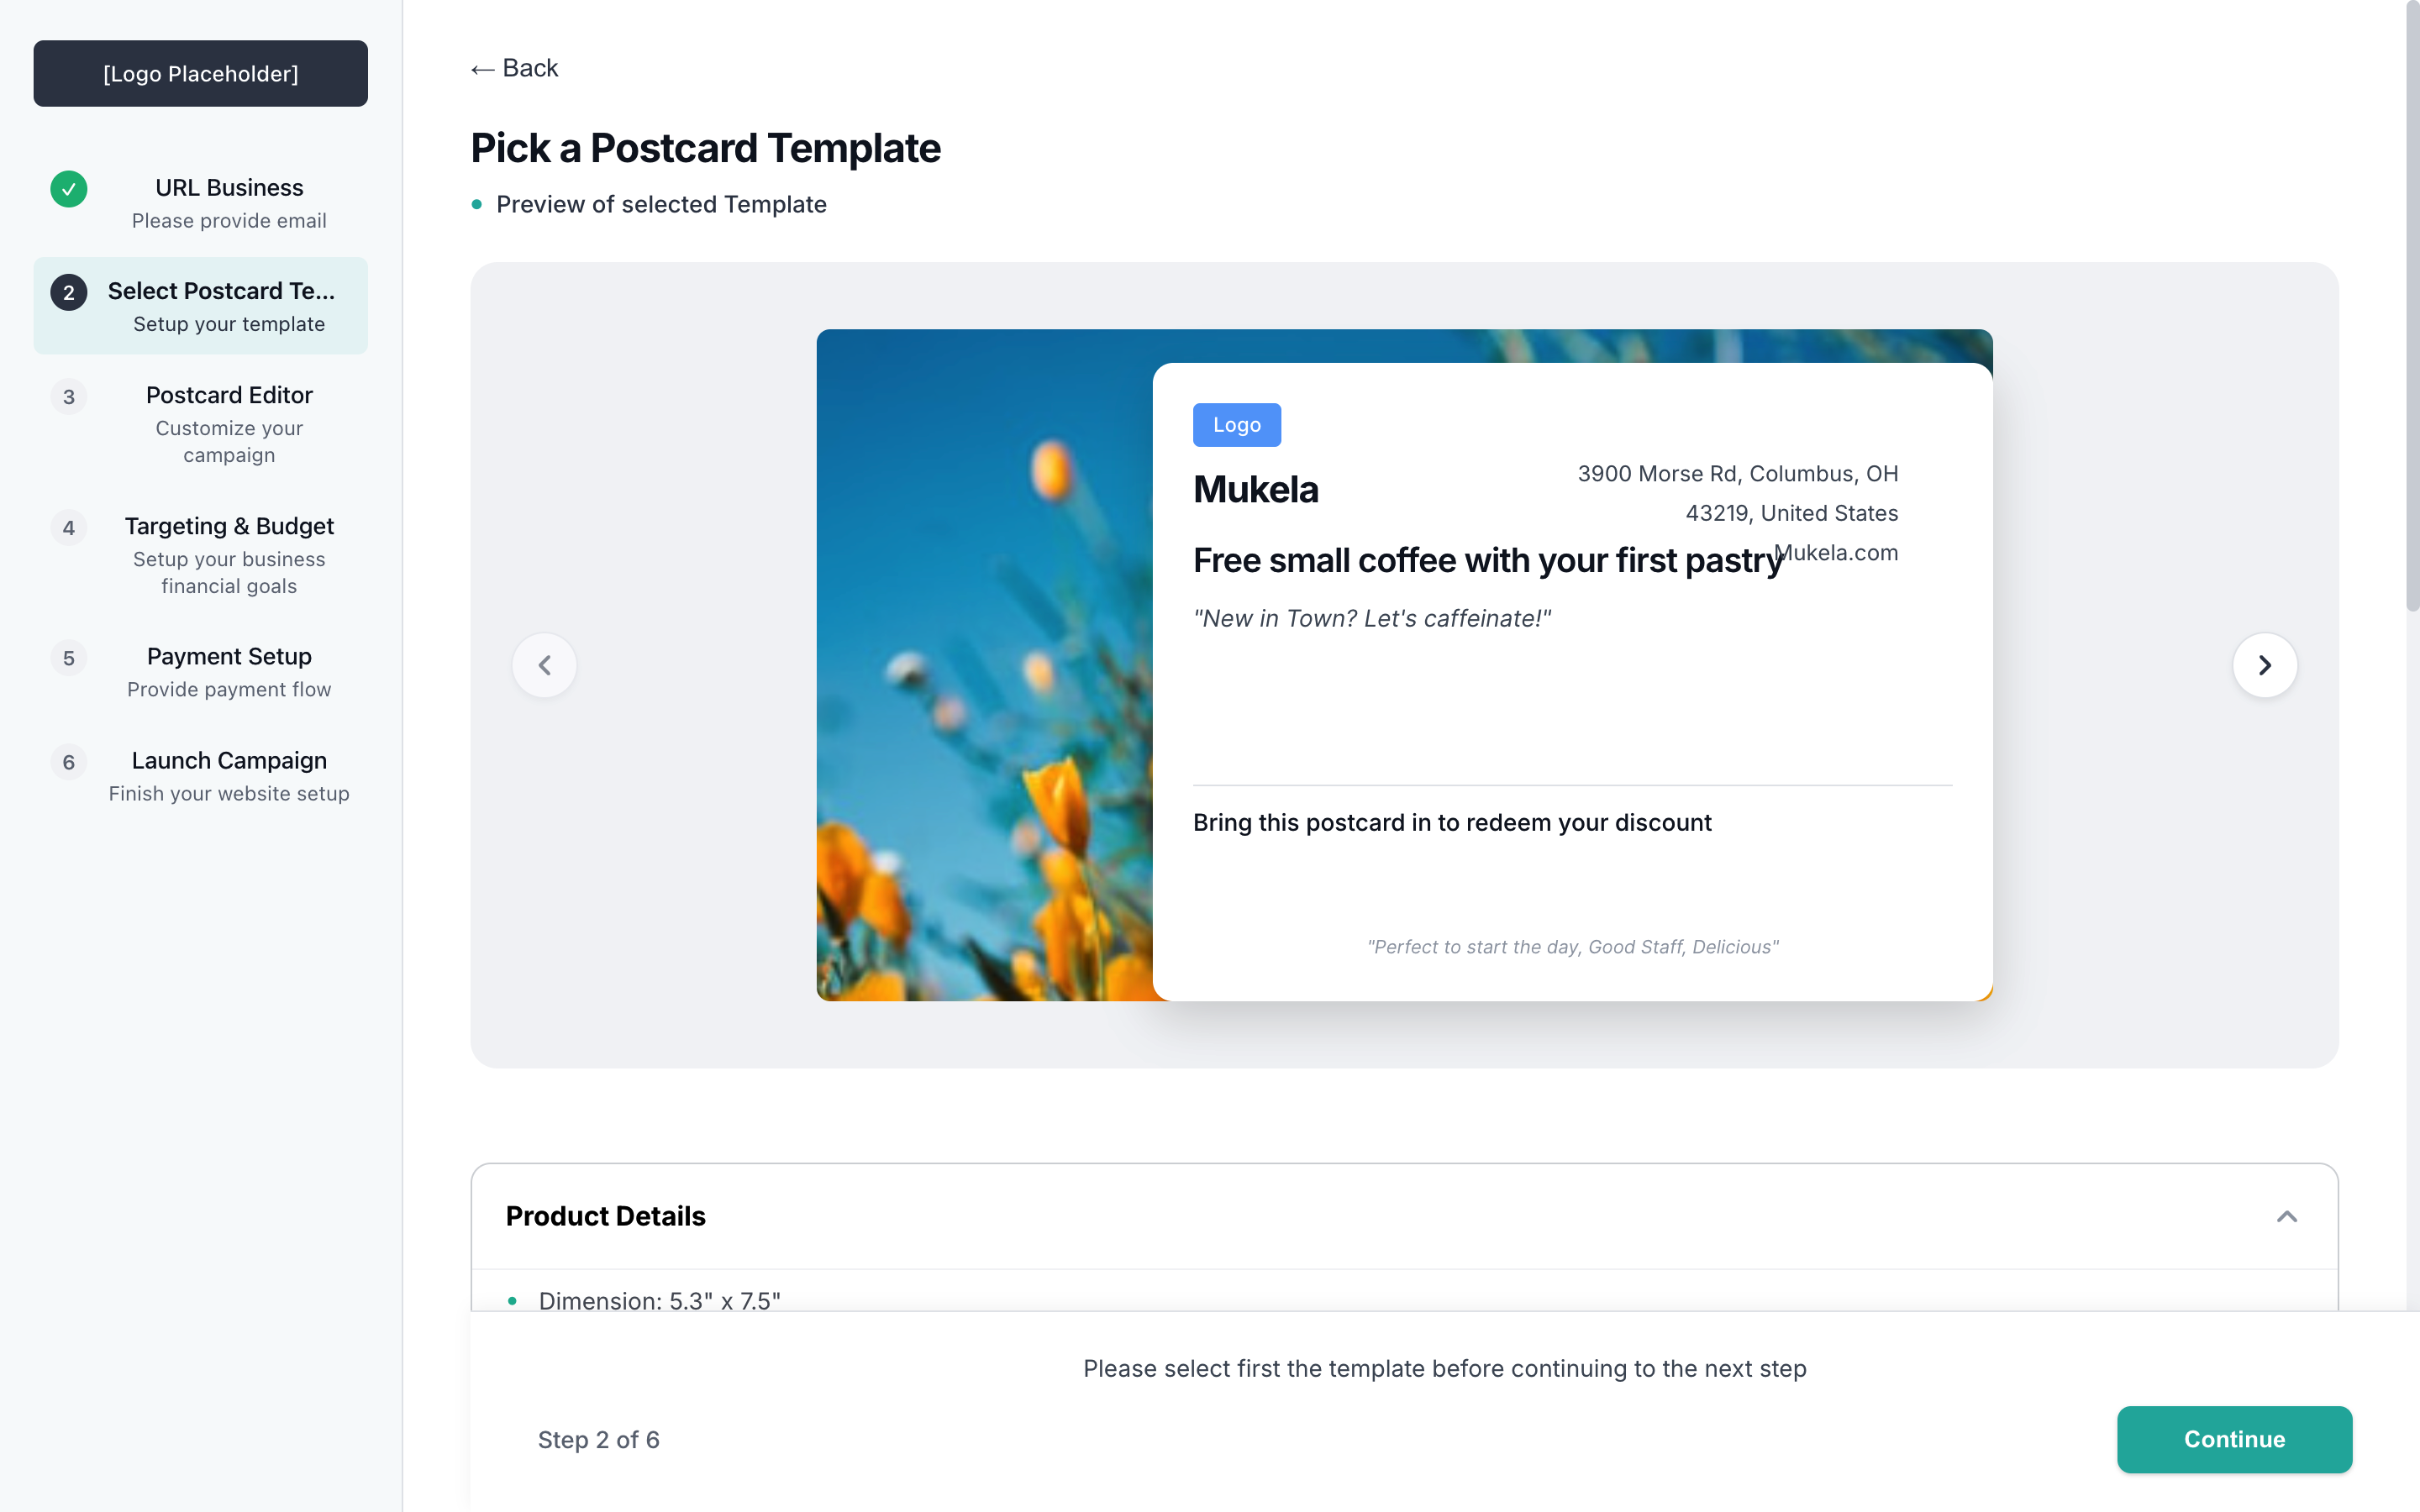 [Logo Placeholder]
URL Business
Please provide email
2
Select Postcard Te...
Setup your template
3
Postcard Editor
Customize your
campaign
4
Targeting & Budget
Setup your business
financial goals
5
Payment Setup
Provide payment flow
6
Launch Campaign
Finish your website setup
← Back
Pick a Postcard Template
• Preview of selected Template
Logo
Mukela
3900 Morse Rd, Columbus, OH
43219, United States
Mukela.com
Free small coffee with your first pastry
"New in Town? Let's caffeinate!"
Bring this postcard in to redeem your discount
"Perfect to start the day, Good Staff, Delicious"
Product Details
• Dimension: 5.3" x 7.5"
Please select first the template before continuing to the next step
Step 2 of 6
Continue